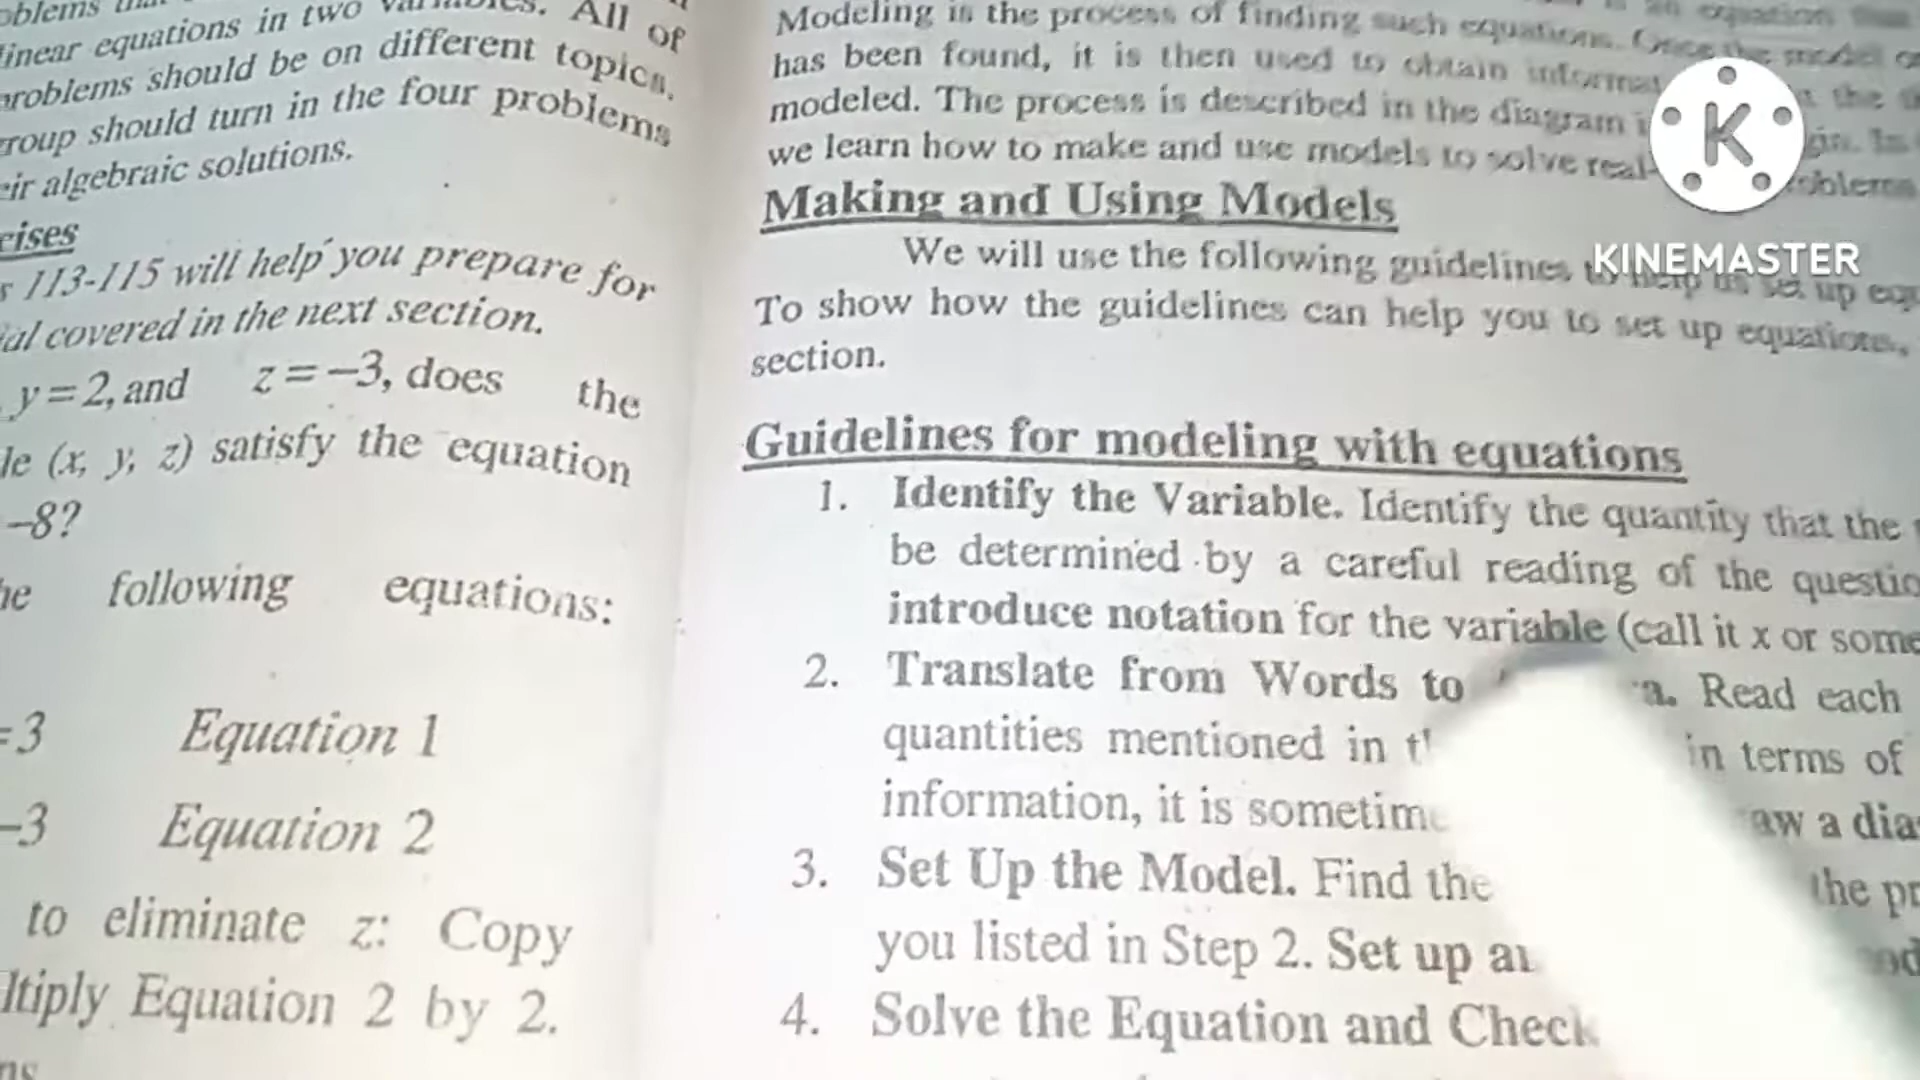 linear equations in two variables. All of
problems should be on different topics.
group should turn in the four problems
eir algebraic solutions.
cises
s 113-115 will help you prepare for
ial covered in the next section.
y=2, and z=-3, does the
le (x, y, z) satisfy the equation
-8?
he following equations:
=3 Equation 1
-3 Equation 2
to eliminate z: Copy
ltiply Equation 2 by 2.
ns
Modeling is the process of finding such equations. Once the model
has been found, it is then used to obtain informat the
modeled. The process is described in the diagram in
we learn how to make and use models to solve real- problems
Making and Using Models
We will use the following guidelines to help us set up equ
To show how the guidelines can help you to set up equations,
section.
Guidelines for modeling with equations
1. Identify the Variable. Identify the quantity that the
be determined by a careful reading of the questio
introduce notation for the variable (call it x or some
2. Translate from Words to a. Read each
quantities mentioned in t in terms of
information, it is sometime aw a dia
3. Set Up the Model. Find the the pr
you listed in Step 2. Set up an
4. Solve the Equation and Check
K
KINEMASTER